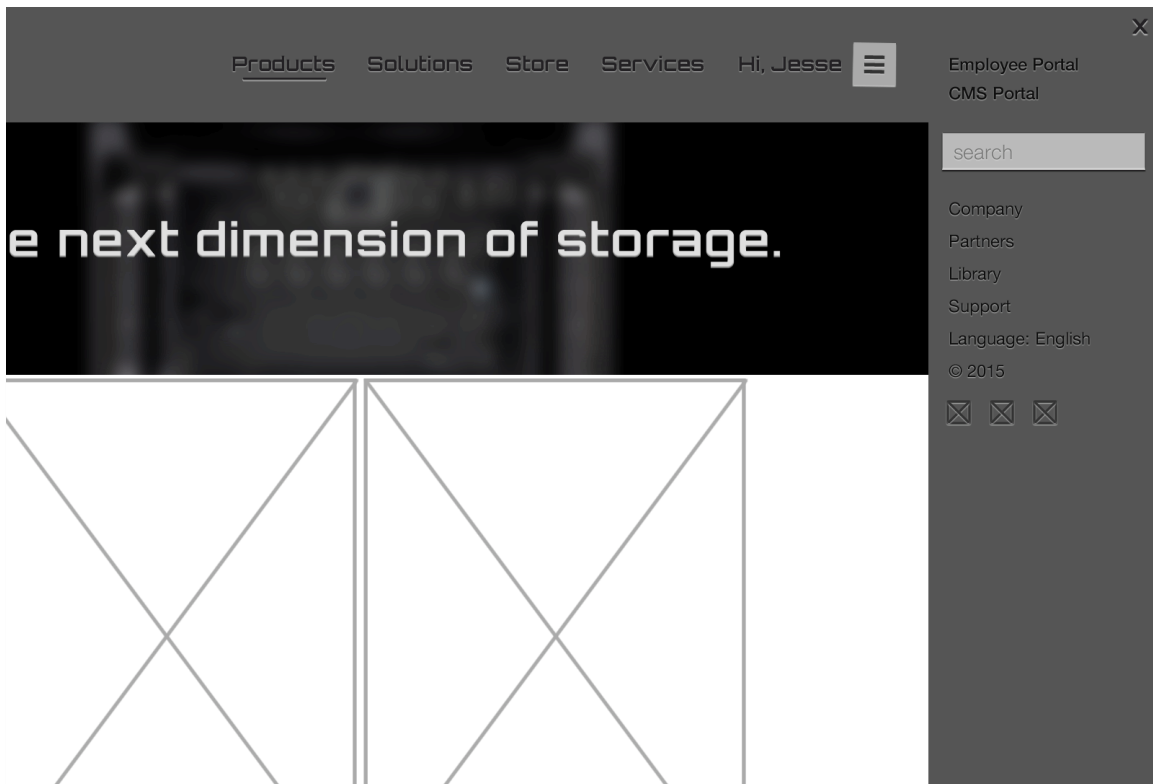 X
Products Solutions Store Services Hi, Jesse
Employee Portal
CMS Portal
search
e next dimension of storage.
Company
Partners
Library
Support
Language: English
© 2015